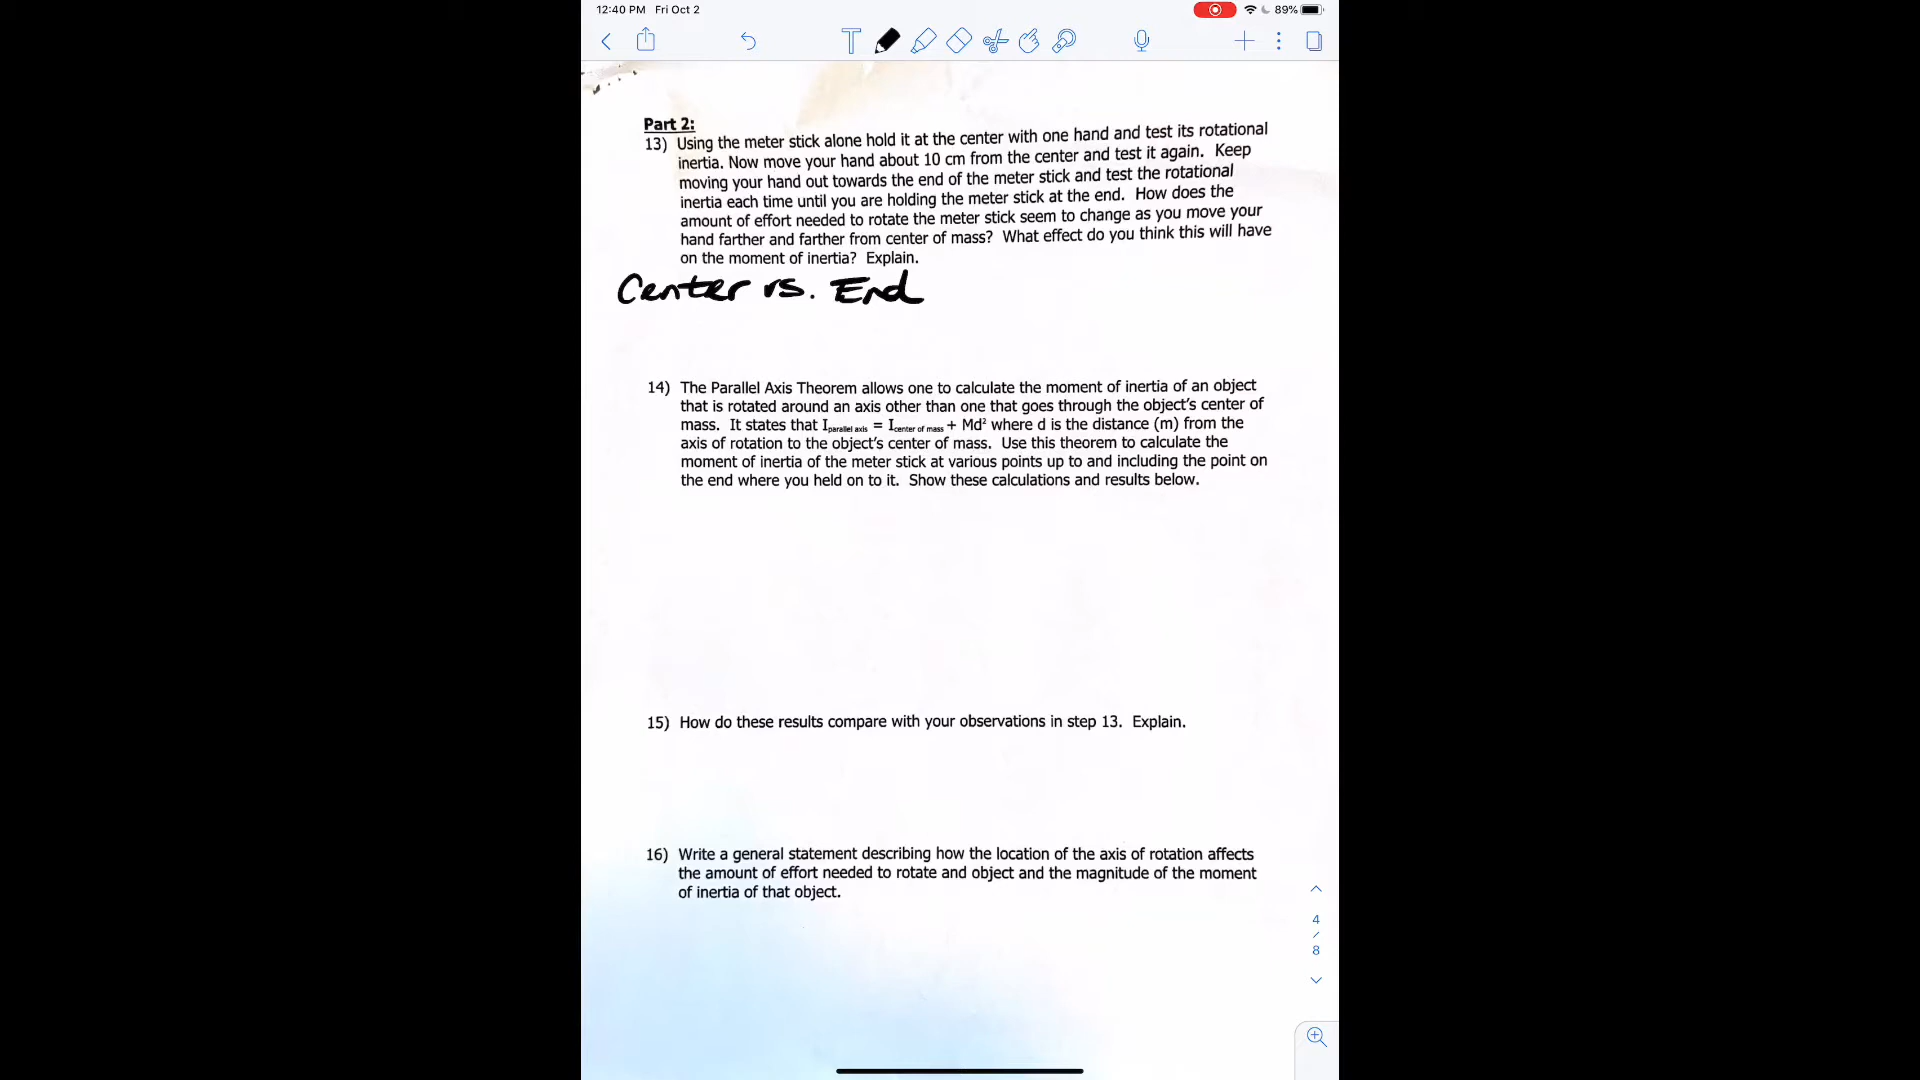 12:40 PM Fri Oct 2
89%
Part 2:
13) Using the meter stick alone hold it at the center with one hand and test its rotational
inertia. Now move your hand about 10 cm from the center and test it again. Keep
moving your hand out towards the end of the meter stick and test the rotational
inertia each time until you are holding the meter stick at the end. How does the
amount of effort needed to rotate the meter stick seem to change as you move your
hand farther and farther from center of mass? What effect do you think this will have
on the moment of inertia? Explain.
Center vs. End
14) The Parallel Axis Theorem allows one to calculate the moment of inertia of an object
that is rotated around an axis other than one that goes through the object's center of
mass. It states that I parallel axis = I center of mass + Md² where d is the distance (m) from the
axis of rotation to the object's center of mass. Use this theorem to calculate the
moment of inertia of the meter stick at various points up to and including the point on
the end where you held on to it. Show these calculations and results below.
15) How do these results compare with your observations in step 13. Explain.
16) Write a general statement describing how the location of the axis of rotation affects
the amount of effort needed to rotate and object and the magnitude of the moment
of inertia of that object.
4
/
8